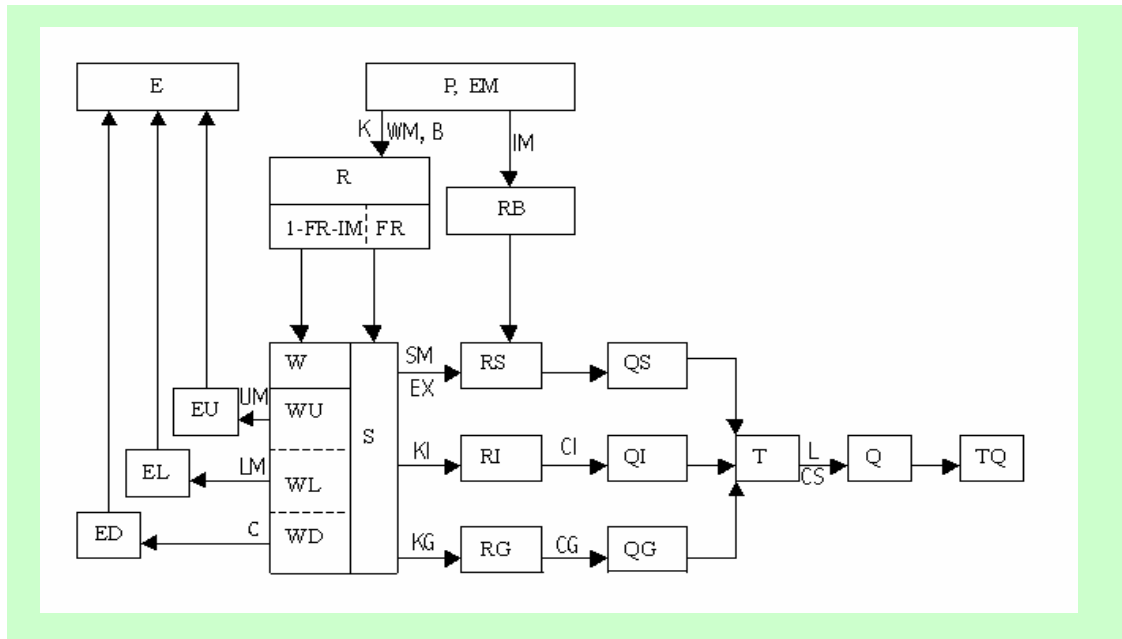 E
P, EM
K WM, B
IM
R
RB
1-FR-IM FR
W
SM
RS
QS
EX
UM
EU
WU
S
KI
RI
CI
QI
T
L
CS
Q
TQ
LM
EL
WL
ED
C
WD
KG
RG
CG
QG